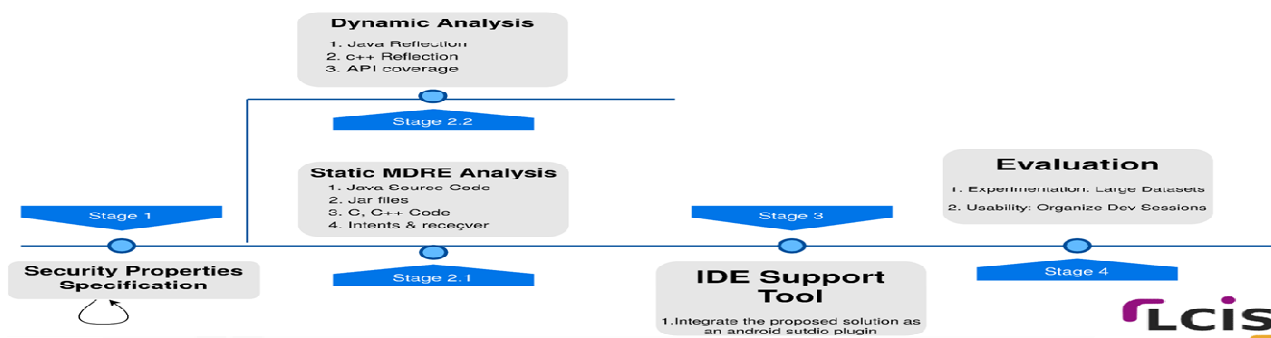 Dynamic Analysis
1. Java Reflection
2. c++ Reflection
3. API coverage
Stage 2.2
Static MDRE Analysis
1. Java Source Code
2. Jar files
3. C, C++ Code
4. Intents & receçver
Stage 1
Security Properties
Specification
Stage 2.1
Stage 3
IDE Support
Tool
1.Integrate the proposed solution as
an android sutdio plugin
Evaluation
1. Experimentation: Large Datasets
2. Usability: Organize Dev Sessions
Stage 4
LCIS